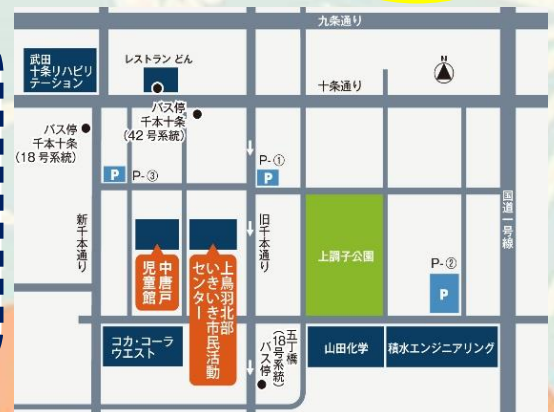 九条通り
武田
十条リハビリ
テーション
レストラン どん
十条通り
N
バス停
千本十条
(42号系統)
バス停
千本十条
(18号系統)
P-①
P
P P-③
新千本通り
旧千本通り
国道一号線
上調子公園
P-②
P
中唐戸
児童館
上鳥羽北部
いきいき市民活動
センター
コカ・コーラ
ウエスト
五丁橋
(18号系統)
バス停
山田化学
積水エンジニアリング